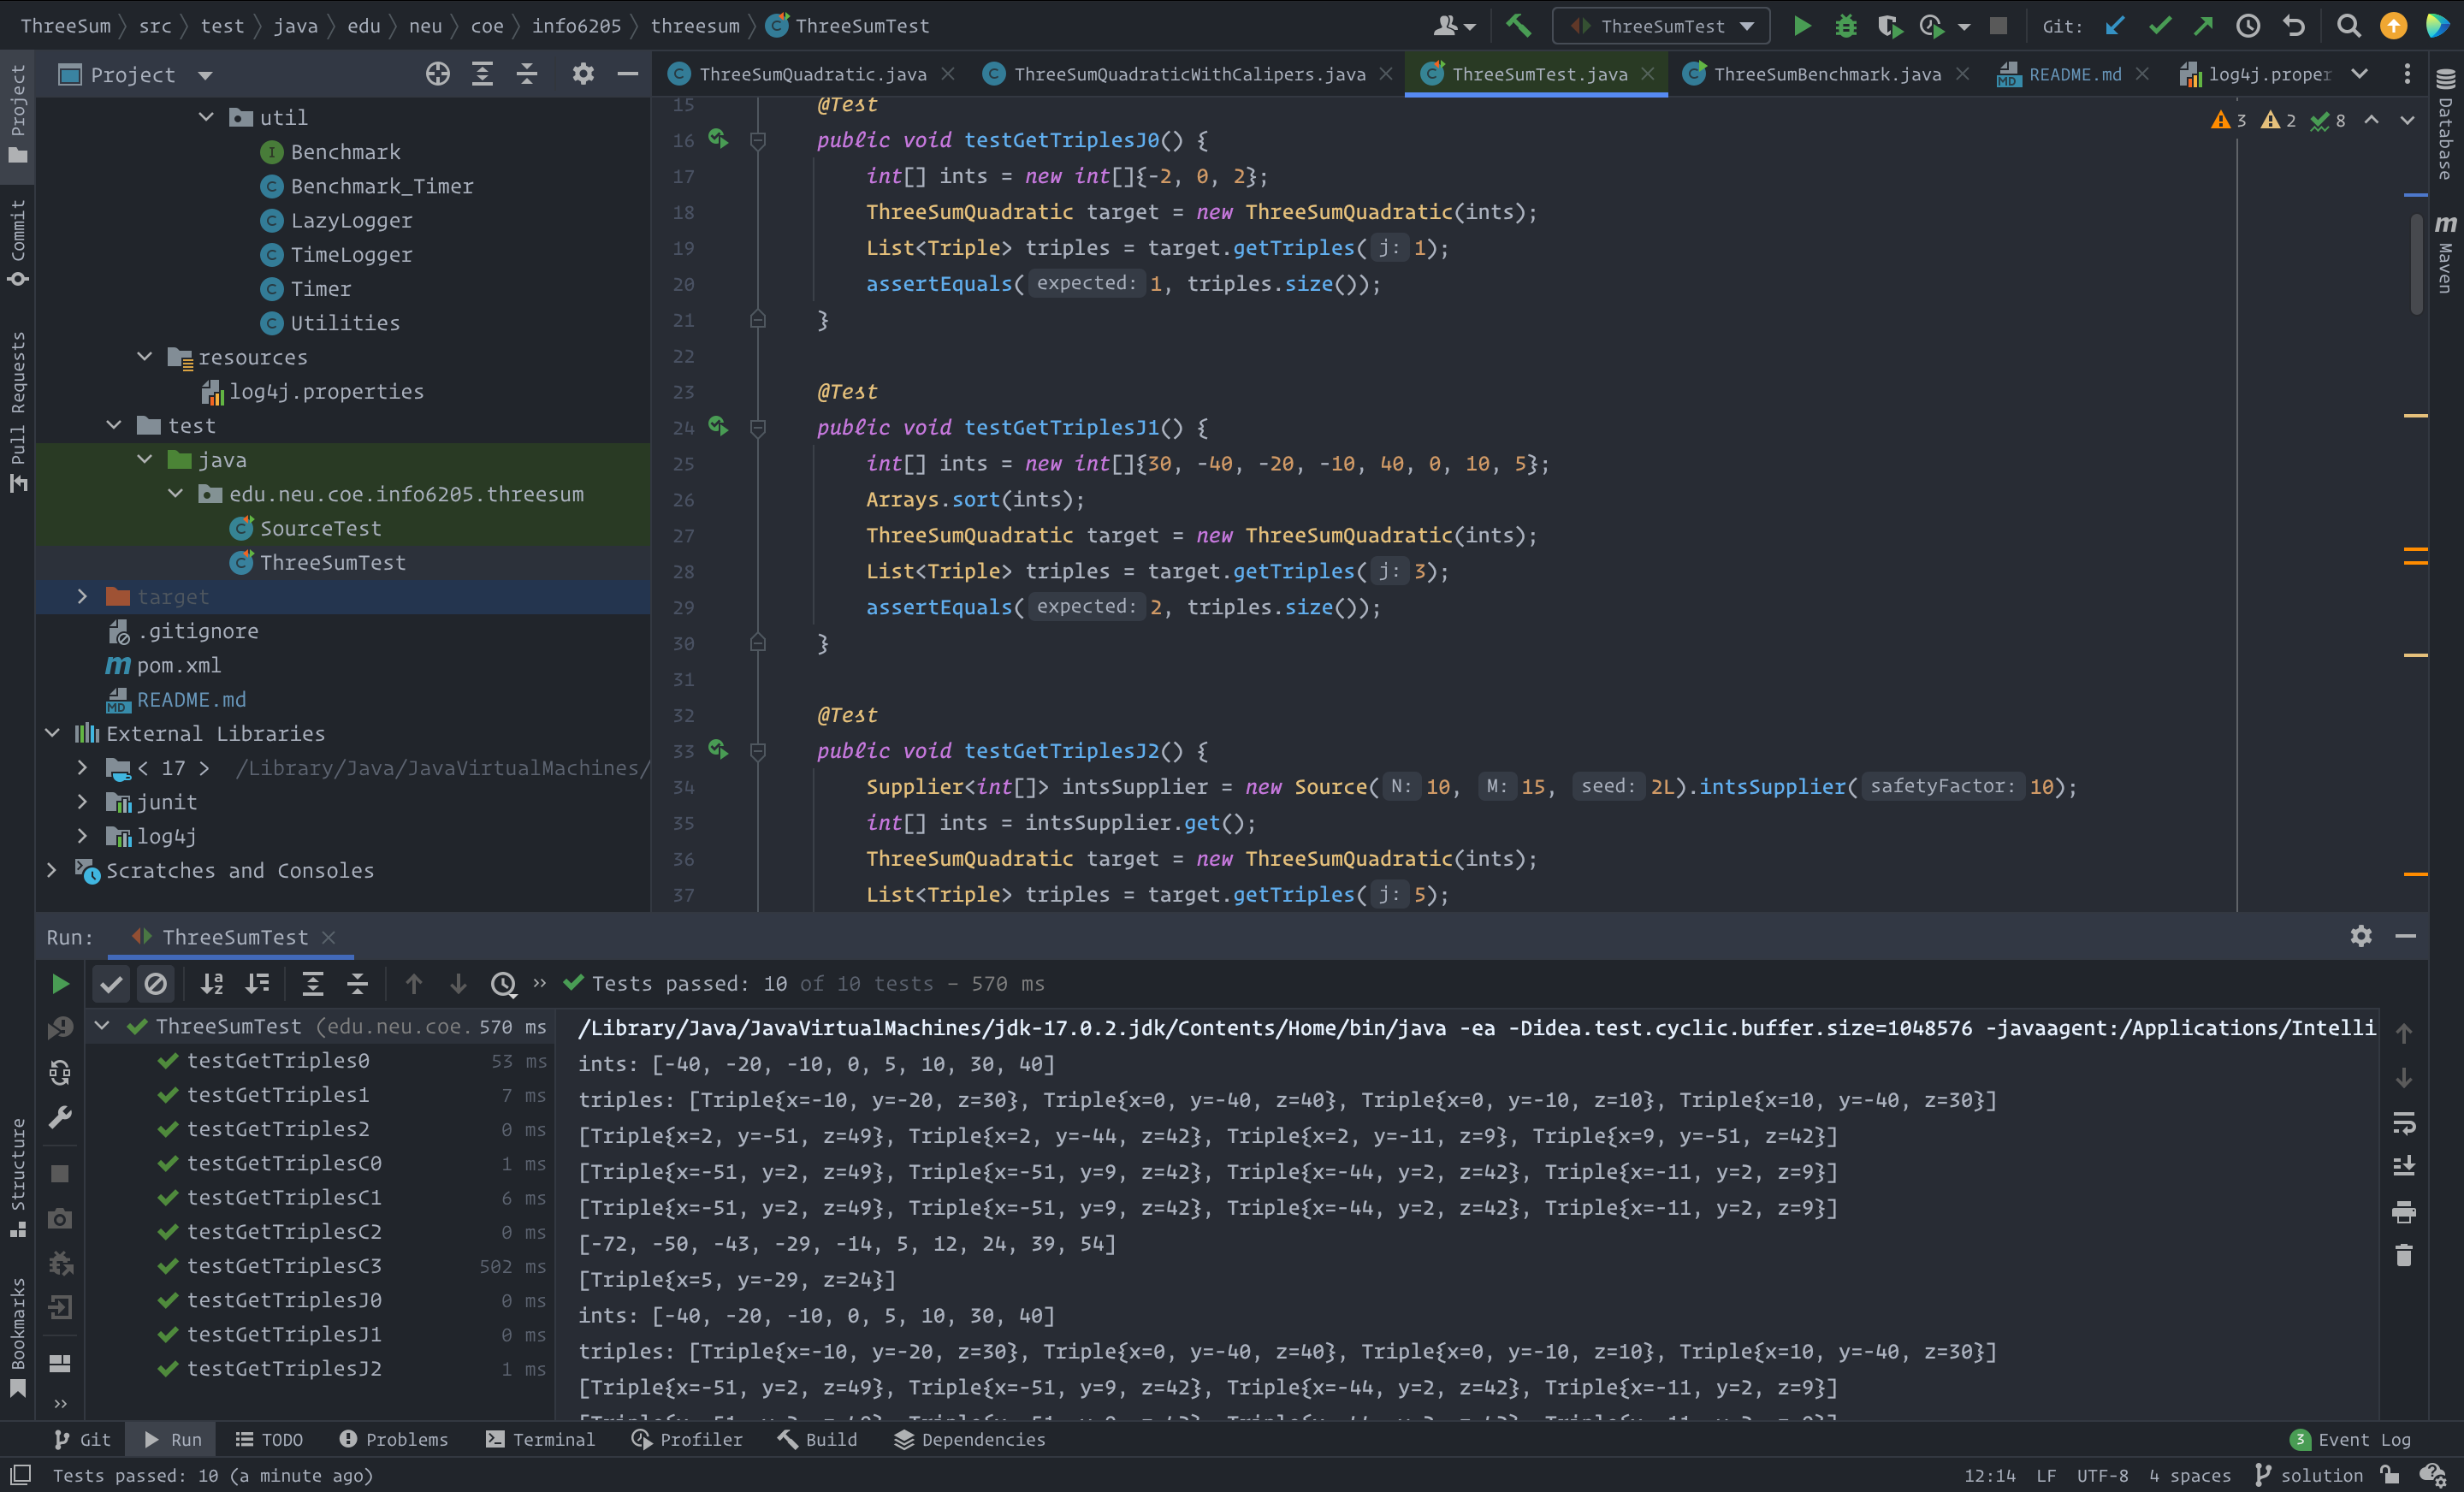 ThreeSum src test java edu neu coe info6205 threesum ThreeSumTest
ThreeSumTest Git:
Project
ThreeSumQuadratic.java ThreeSumQuadraticWithCalipers.java ThreeSumTest.java ThreeSumBenchmark.java README.md log4j.proper
Project
Commit
Pull Requests
Structure
Bookmarks
util
Benchmark
Benchmark_Timer
LazyLogger
TimeLogger
Timer
Utilities
resources
log4j.properties
test
java
edu.neu.coe.info6205.threesum
SourceTest
ThreeSumTest
target
.gitignore
pom.xml
README.md
External Libraries
< 17 > /Library/Java/JavaVirtualMachines/
junit
log4j
Scratches and Consoles
3 2 8
15 @Test
16 public void testGetTriplesJ0() {
17 int[] ints = new int[]{-2, 0, 2};
18 ThreeSumQuadratic target = new ThreeSumQuadratic(ints);
19 List<Triple> triples = target.getTriples( j: 1);
20 assertEquals( expected: 1, triples.size());
21 }
22
23 @Test
24 public void testGetTriplesJ1() {
25 int[] ints = new int[]{30, -40, -20, -10, 40, 0, 10, 5};
26 Arrays.sort(ints);
27 ThreeSumQuadratic target = new ThreeSumQuadratic(ints);
28 List<Triple> triples = target.getTriples( j: 3);
29 assertEquals( expected: 2, triples.size());
30 }
31
32 @Test
33 public void testGetTriplesJ2() {
34 Supplier<int[]> intsSupplier = new Source( N: 10, M: 15, seed: 2L).intsSupplier( safetyFactor: 10);
35 int[] ints = intsSupplier.get();
36 ThreeSumQuadratic target = new ThreeSumQuadratic(ints);
37 List<Triple> triples = target.getTriples( j: 5);
Database
m Maven
Run: ThreeSumTest
Tests passed: 10 of 10 tests – 570 ms
ThreeSumTest (edu.neu.coe. 570 ms
testGetTriples0 53 ms
testGetTriples1 7 ms
testGetTriples2 0 ms
testGetTriplesC0 1 ms
testGetTriplesC1 6 ms
testGetTriplesC2 0 ms
testGetTriplesC3 502 ms
testGetTriplesJ0 0 ms
testGetTriplesJ1 0 ms
testGetTriplesJ2 1 ms
/Library/Java/JavaVirtualMachines/jdk-17.0.2.jdk/Contents/Home/bin/java -ea -Didea.test.cyclic.buffer.size=1048576 -javaagent:/Applications/Intelli
ints: [-40, -20, -10, 0, 5, 10, 30, 40]
triples: [Triple{x=-10, y=-20, z=30}, Triple{x=0, y=-40, z=40}, Triple{x=0, y=-10, z=10}, Triple{x=10, y=-40, z=30}]
[Triple{x=2, y=-51, z=49}, Triple{x=2, y=-44, z=42}, Triple{x=2, y=-11, z=9}, Triple{x=9, y=-51, z=42}]
[Triple{x=-51, y=2, z=49}, Triple{x=-51, y=9, z=42}, Triple{x=-44, y=2, z=42}, Triple{x=-11, y=2, z=9}]
[Triple{x=-51, y=2, z=49}, Triple{x=-51, y=9, z=42}, Triple{x=-44, y=2, z=42}, Triple{x=-11, y=2, z=9}]
[-72, -50, -43, -29, -14, 5, 12, 24, 39, 54]
[Triple{x=5, y=-29, z=24}]
ints: [-40, -20, -10, 0, 5, 10, 30, 40]
triples: [Triple{x=-10, y=-20, z=30}, Triple{x=0, y=-40, z=40}, Triple{x=0, y=-10, z=10}, Triple{x=10, y=-40, z=30}]
[Triple{x=-51, y=2, z=49}, Triple{x=-51, y=9, z=42}, Triple{x=-44, y=2, z=42}, Triple{x=-11, y=2, z=9}]
Git Run TODO Problems Terminal Profiler Build Dependencies 3 Event Log
Tests passed: 10 (a minute ago) 12:14 LF UTF-8 4 spaces solution